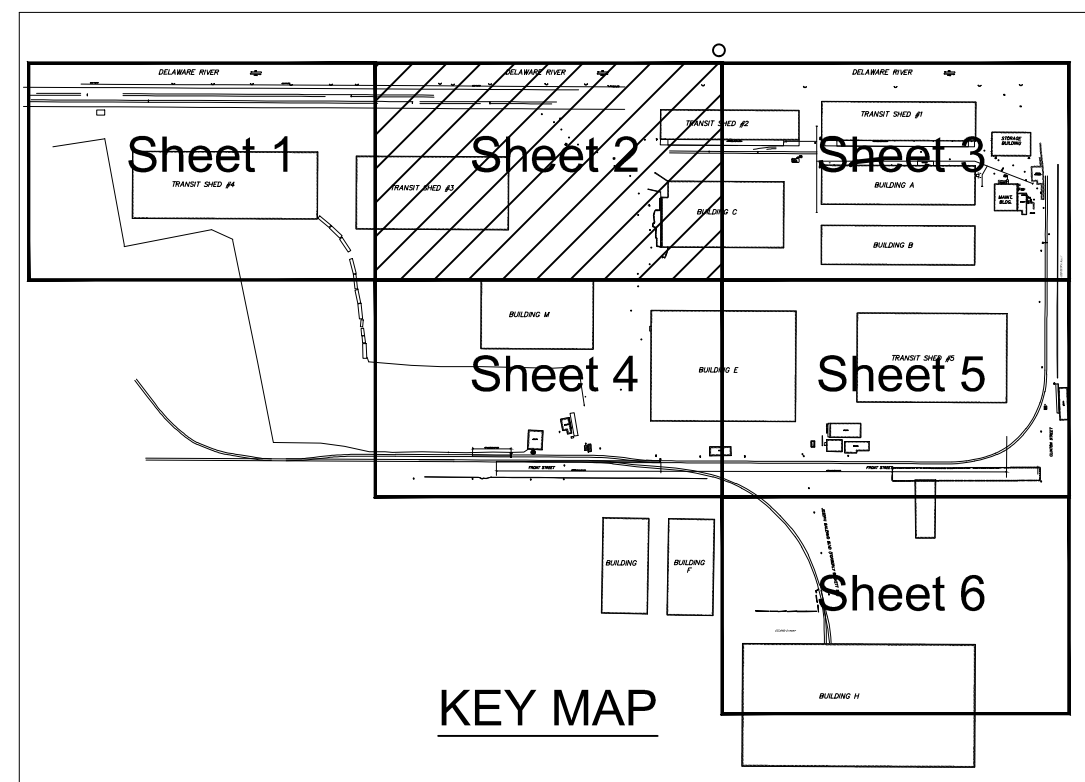 DELAWARE RIVER
DELAWARE RIVER
DELAWARE RIVER
TRANSIT SHED #2
TRANSIT SHED #1
STORAGE
BUILDING
Sheet 1
Sheet 2
Sheet 3
TRANSIT SHED #4
TRANSIT SHED #3
BUILDING A
MAINT.
BLDG.
BUILDING C
BUILDING B
BUILDING M
TRANSIT SHED #5
Sheet 4
BUILDING E
Sheet 5
CLINTON STREET
FRONT STREET
FRONT STREET
BUILDING
BUILDING
F
Sheet 6
BUILDING H
KEY MAP